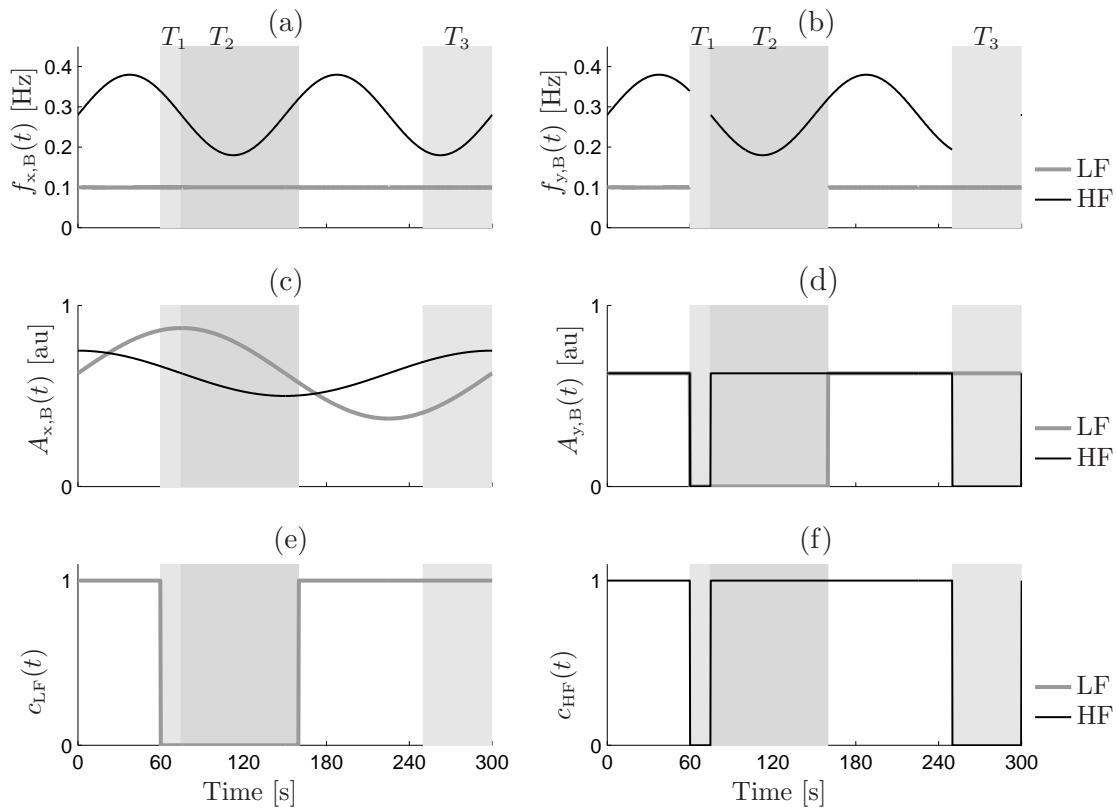 (a)
T1 T2 T3
0.4
0.3
0.2
0.1
0
fx,B(t) [Hz]
(b)
T1 T2 T3
0.4
0.3
0.2
0.1
0
fy,B(t) [Hz]
LF
HF
(c)
1
0
Ax,B(t) [au]
(d)
1
0
Ay,B(t) [au]
LF
HF
(e)
1
0
cLF(t)
0 60 120 180 240 300
Time [s]
(f)
1
0
cHF(t)
0 60 120 180 240 300
Time [s]
LF
HF